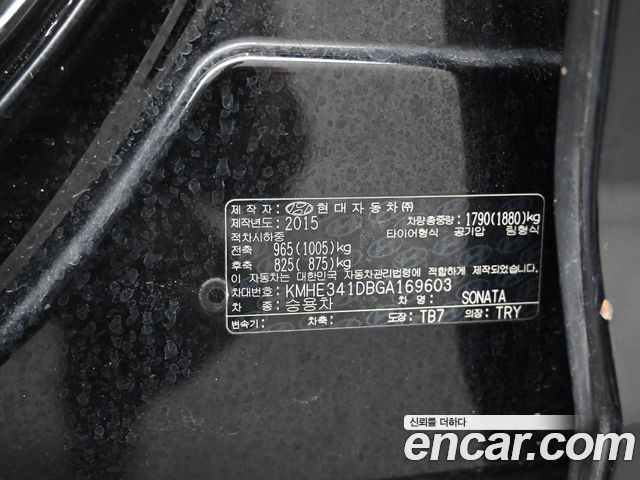 제 작 자: 현대자동차㈜
제작년도: 2015 차량총중량: 1790(1880)kg
적차시하중 타이어형식 공기압 림형식
전축 965(1005)kg
후축 825( 875)kg
이 자동차는 대한민국 자동차관리법령에 적합하게 제작되었음.
차대번호: KMHE341DBGA169603
차 종: 승용차 차 명: SONATA
변속기: 차축: 도장: TB7 의장: TRY
신뢰를 더하다
encar.com